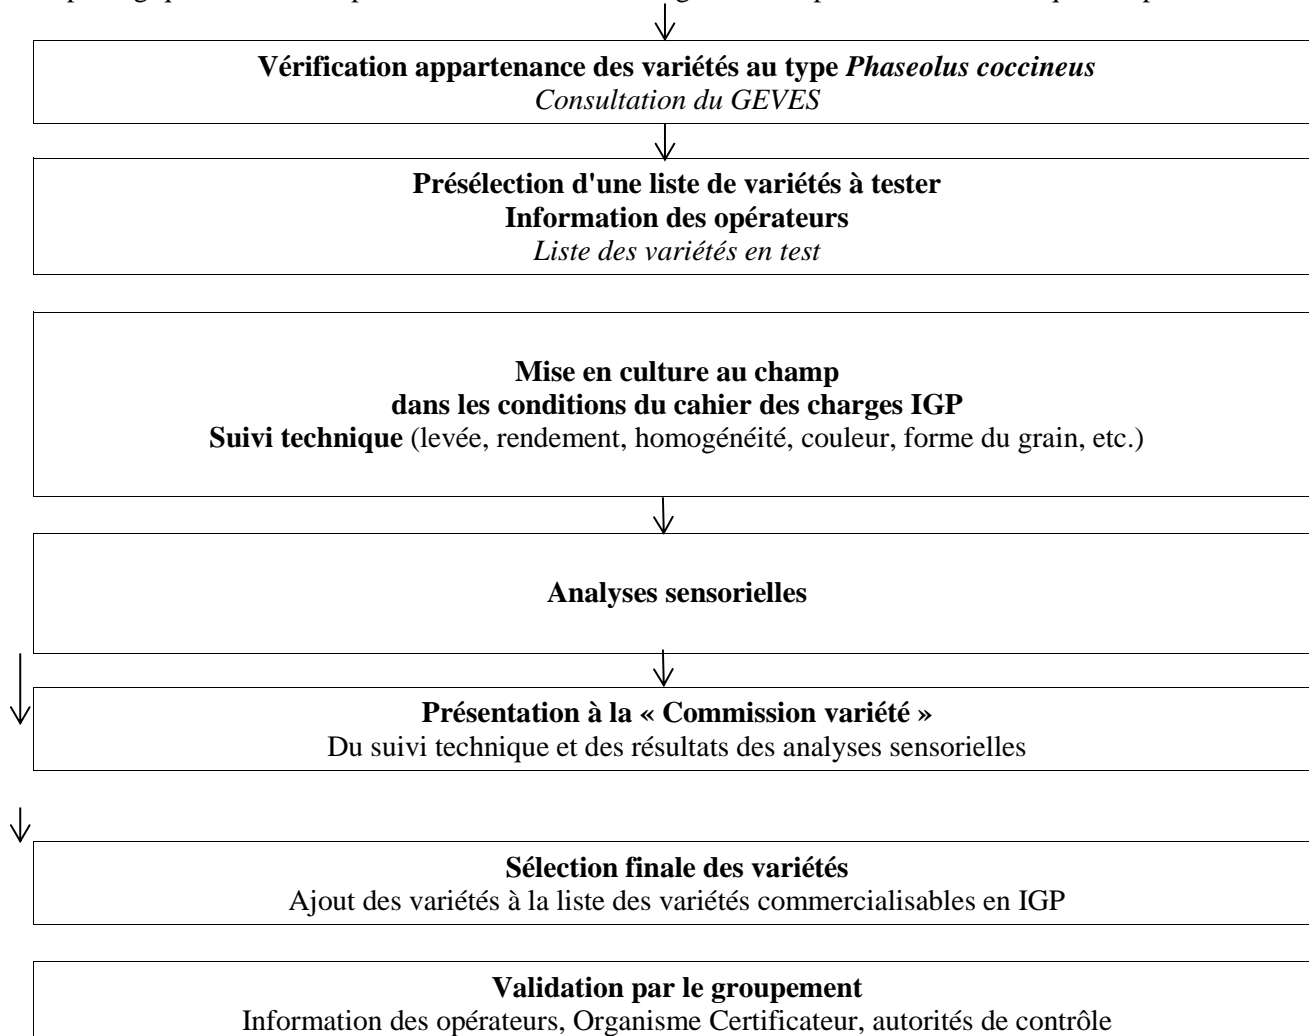 Vérification appartenance des variétés au type Phaseolus coccineus
Consultation du GEVES
Présélection d'une liste de variétés à tester
Information des opérateurs
Liste des variétés en test
Mise en culture au champ
dans les conditions du cahier des charges IGP
Suivi technique (levée, rendement, homogénéité, couleur, forme du grain, etc.)
Analyses sensorielles
Présentation à la « Commission variété »
Du suivi technique et des résultats des analyses sensorielles
Sélection finale des variétés
Ajout des variétés à la liste des variétés commercialisables en IGP
Validation par le groupement
Information des opérateurs, Organisme Certificateur, autorités de contrôle